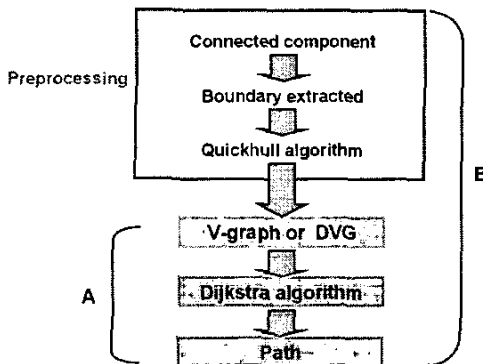 Connected component
Preprocessing
Boundary extracted
Quickhull algorithm
B
V-graph or DVG
A
Dijkstra algorithm
Path